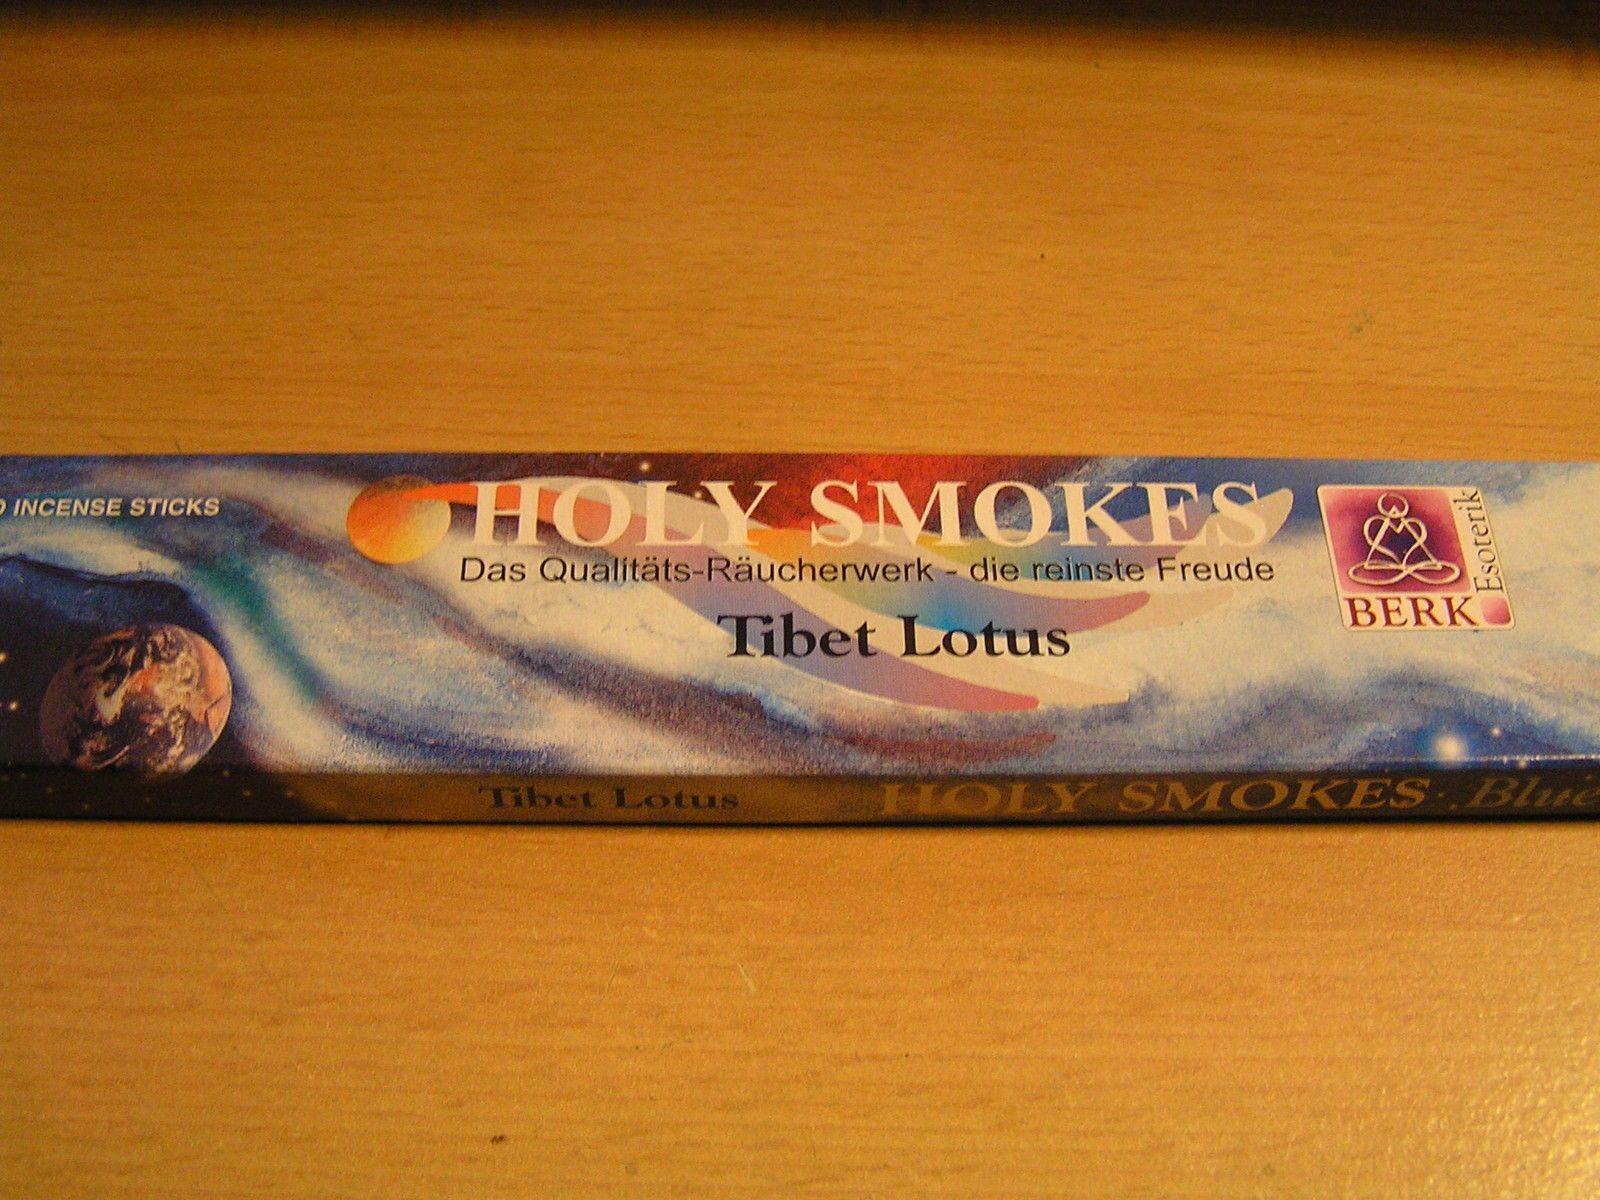 INCENSE STICKS
HOLY SMOKES
Das Qualitäts-Räucherwerk - die reinste Freude
Tibet Lotus
BERK
Esoterik
Tibet Lotus
HOLY SMOKES · Blue